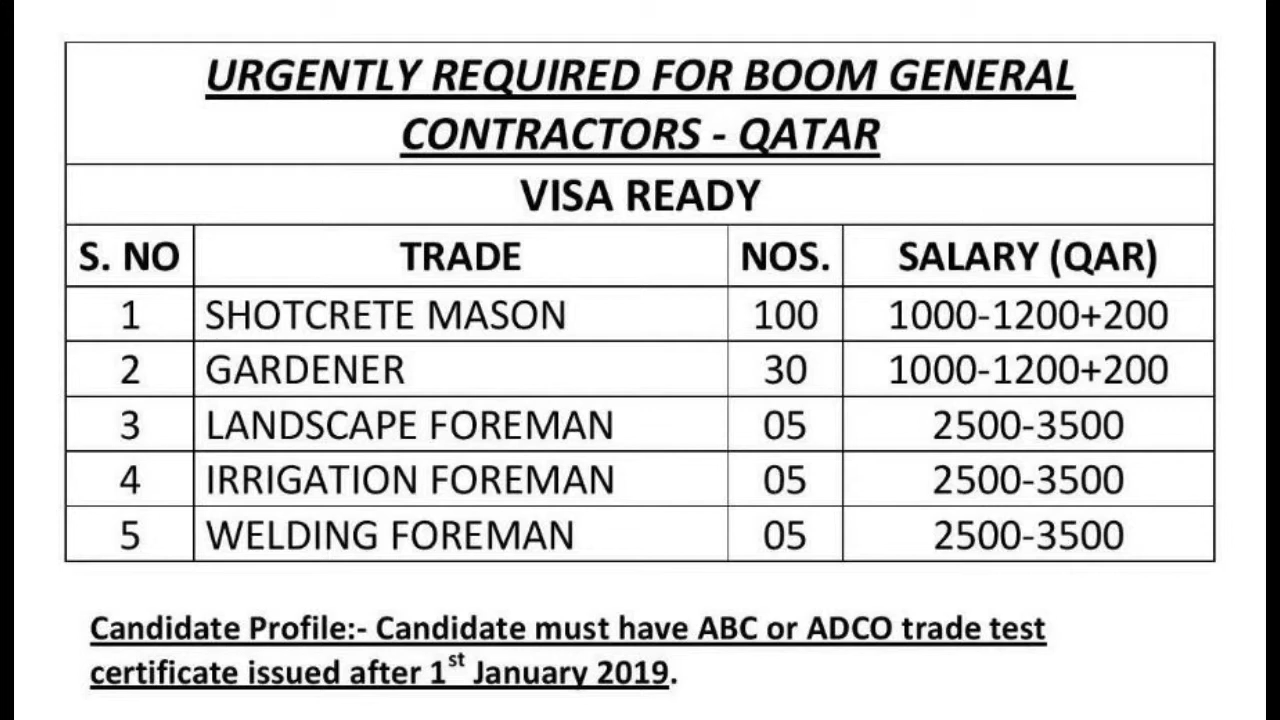 URGENTLY REQUIRED FOR BOOM GENERAL
CONTRACTORS - QATAR
VISA READY
S. NO TRADE NOS. SALARY (QAR)
1 SHOTCRETE MASON 100 1000-1200+200
2 GARDENER 30 1000-1200+200
3 LANDSCAPE FOREMAN 05 2500-3500
4 IRRIGATION FOREMAN 05 2500-3500
5 WELDING FOREMAN 05 2500-3500
Candidate Profile:- Candidate must have ABC or ADCO trade test
certificate issued after 1st January 2019.